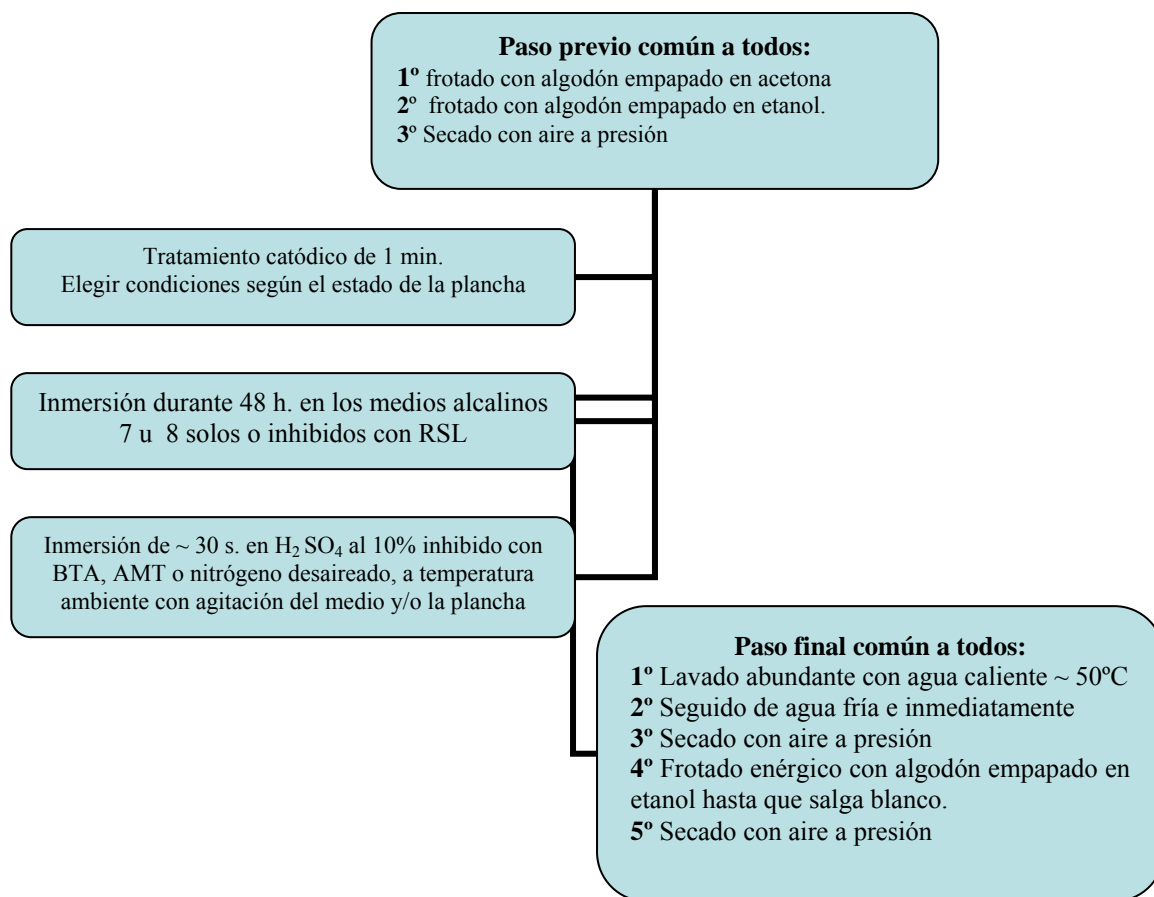 Paso previo común a todos:
1º frotado con algodón empapado en acetona
2º frotado con algodón empapado en etanol.
3º Secado con aire a presión
Tratamiento catódico de 1 min.
Elegir condiciones según el estado de la plancha
Inmersión durante 48 h. en los medios alcalinos
7 u 8 solos o inhibidos con RSL
Inmersión de ~ 30 s. en H₂ SO₄ al 10% inhibido con
BTA, AMT o nitrógeno desaireado, a temperatura
ambiente con agitación del medio y/o la plancha
Paso final común a todos:
1º Lavado abundante con agua caliente ~ 50ºC
2º Seguido de agua fría e inmediatamente
3º Secado con aire a presión
4º Frotado enérgico con algodón empapado en
etanol hasta que salga blanco.
5º Secado con aire a presión